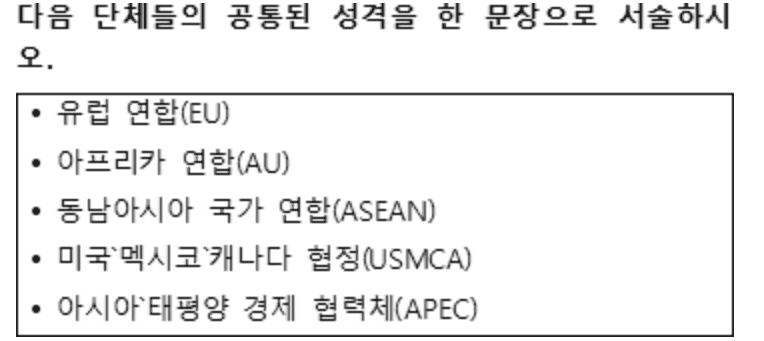 다음 단체들의 공통된 성격을 한 문장으로 서술하시
오.
• 유럽 연합(EU)
• 아프리카 연합(AU)
• 동남아시아 국가 연합(ASEAN)
• 미국`멕시코`캐나다 협정(USMCA)
• 아시아`태평양 경제 협력체(APEC)